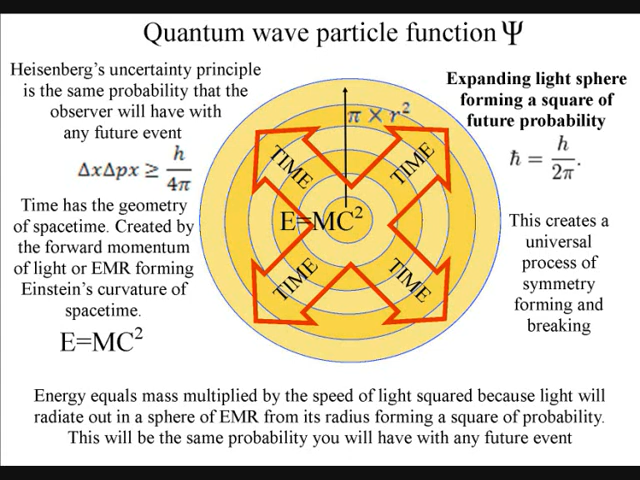 Quantum wave particle function Ψ
Heisenberg's uncertainty principle
is the same probability that the
observer will have with
any future event
ΔxΔpx ≥ h/4π
Time has the geometry
of spacetime. Created by
the forward momentum
of light or EMR forming
Einstein's curvature of
spacetime.
E=MC²
π × r²
TIME
TIME
E=MC²
TIME
TIME
Expanding light sphere
forming a square of
future probability
ħ = h/2π.
This creates a
universal
process of
symmetry
forming and
breaking
Energy equals mass multiplied by the speed of light squared because light will
radiate out in a sphere of EMR from its radius forming a square of probability.
This will be the same probability you will have with any future event